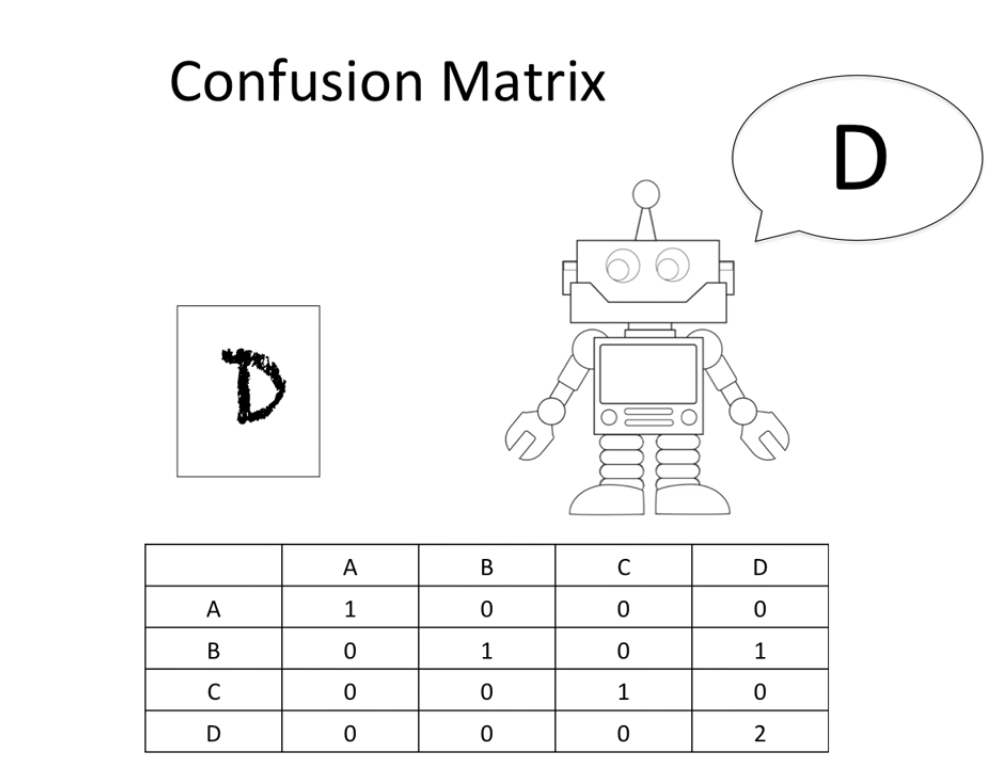 Confusion Matrix
D
D
A B C D
A 1 0 0 0
B 0 1 0 1
C 0 0 1 0
D 0 0 0 2